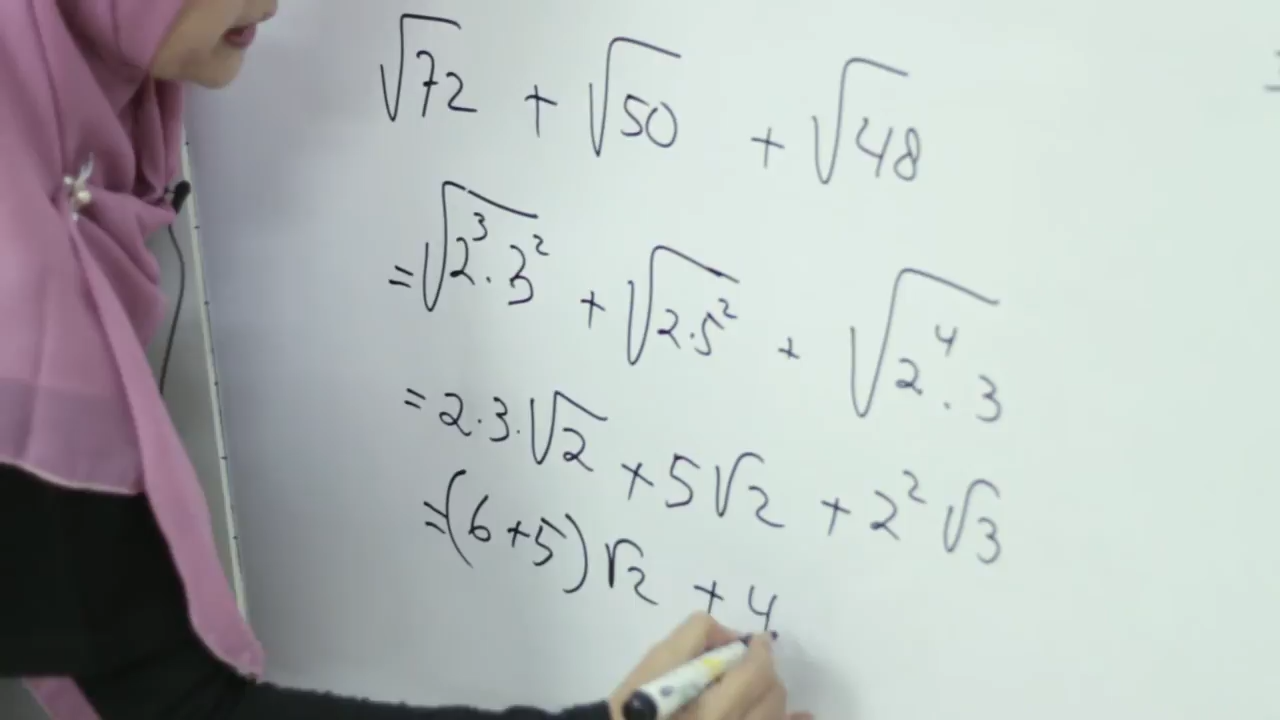 √72 + √50 + √48
= √2³·3² + √2·5² + √2⁴·3
= 2·3·√2 + 5√2 + 2²√3
= (6+5)√2 + 4